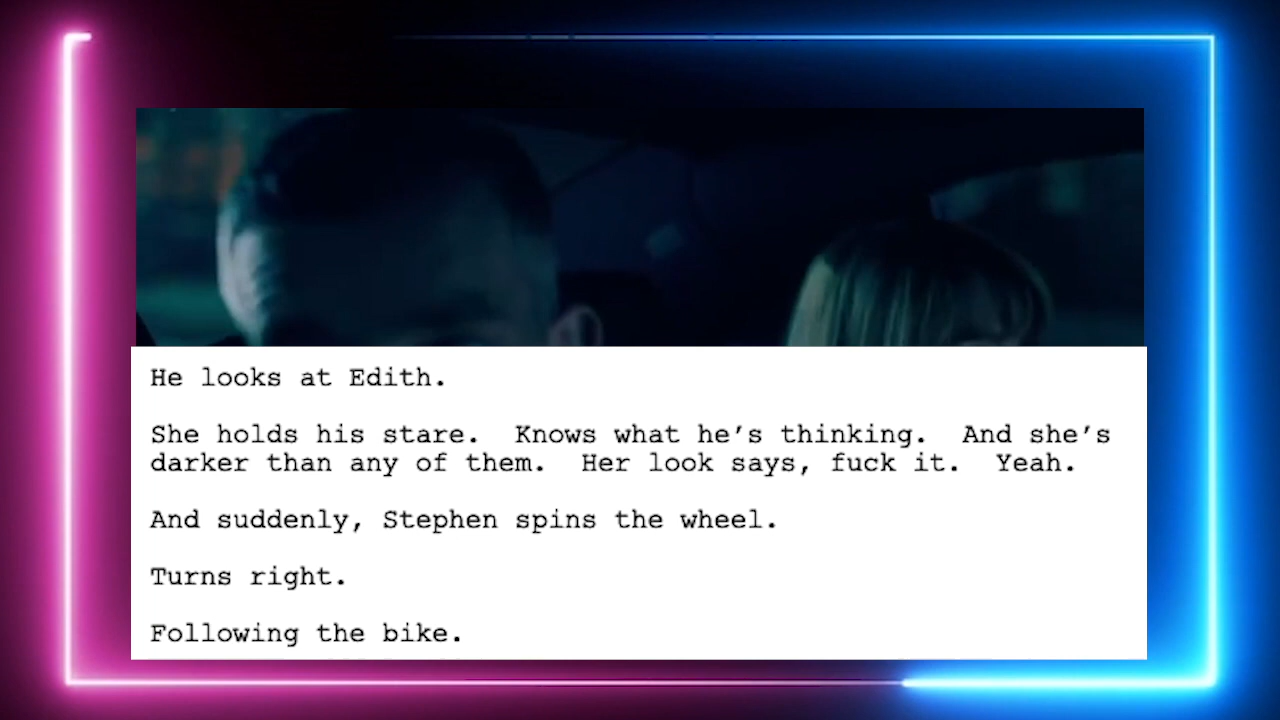 He looks at Edith.
She holds his stare.  Knows what he’s thinking.  And she’s
darker than any of them.  Her look says, fuck it.  Yeah.
And suddenly, Stephen spins the wheel.
Turns right.
Following the bike.